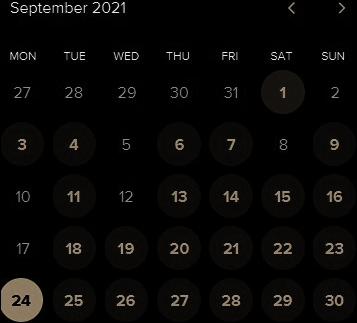 September 2021 < >
MON TUE WED THU FRI SAT SUN
27 28 29 30 31 1 2
3 4 5 6 7 8 9
10 11 12 13 14 15 16
17 18 19 20 21 22 23
24 25 26 27 28 29 30